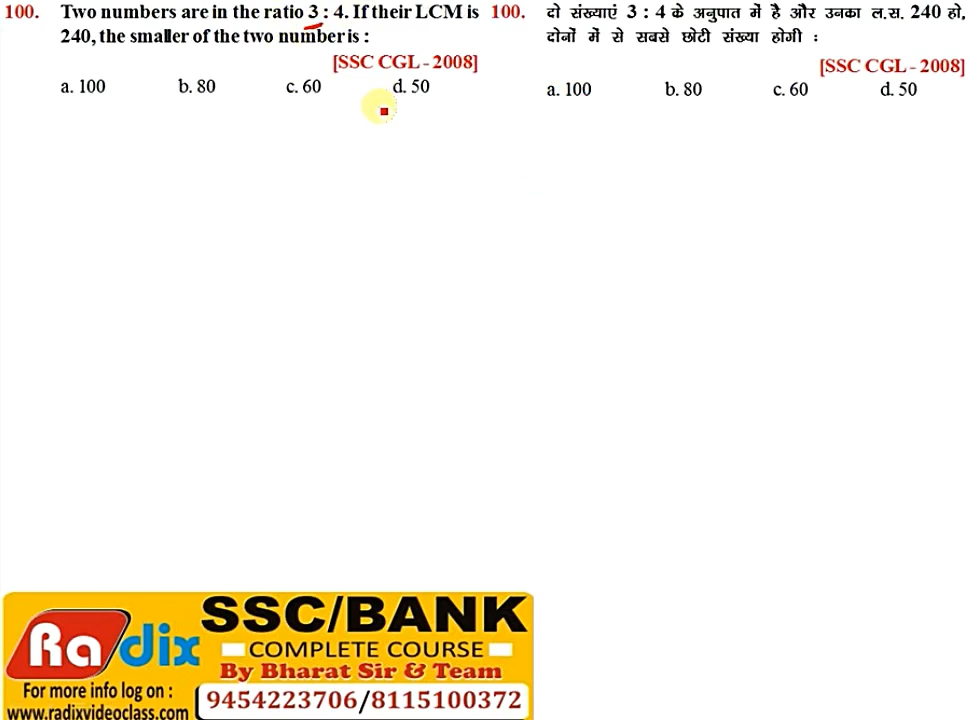 100. Two numbers are in the ratio 3 : 4. If their LCM is
240, the smaller of the two number is :
[SSC CGL - 2008]
a. 100 b. 80 c. 60 d. 50
100. दो संख्याएं 3 : 4 के अनुपात में है और उनका ल.स. 240 हो,
दोनों में से सबसे छोटी संख्या होगी :
[SSC CGL - 2008]
a. 100 b. 80 c. 60 d. 50
Radix
SSC/BANK
COMPLETE COURSE
By Bharat Sir & Team
For more info log on :
www.radixvideoclass.com
9454223706/8115100372